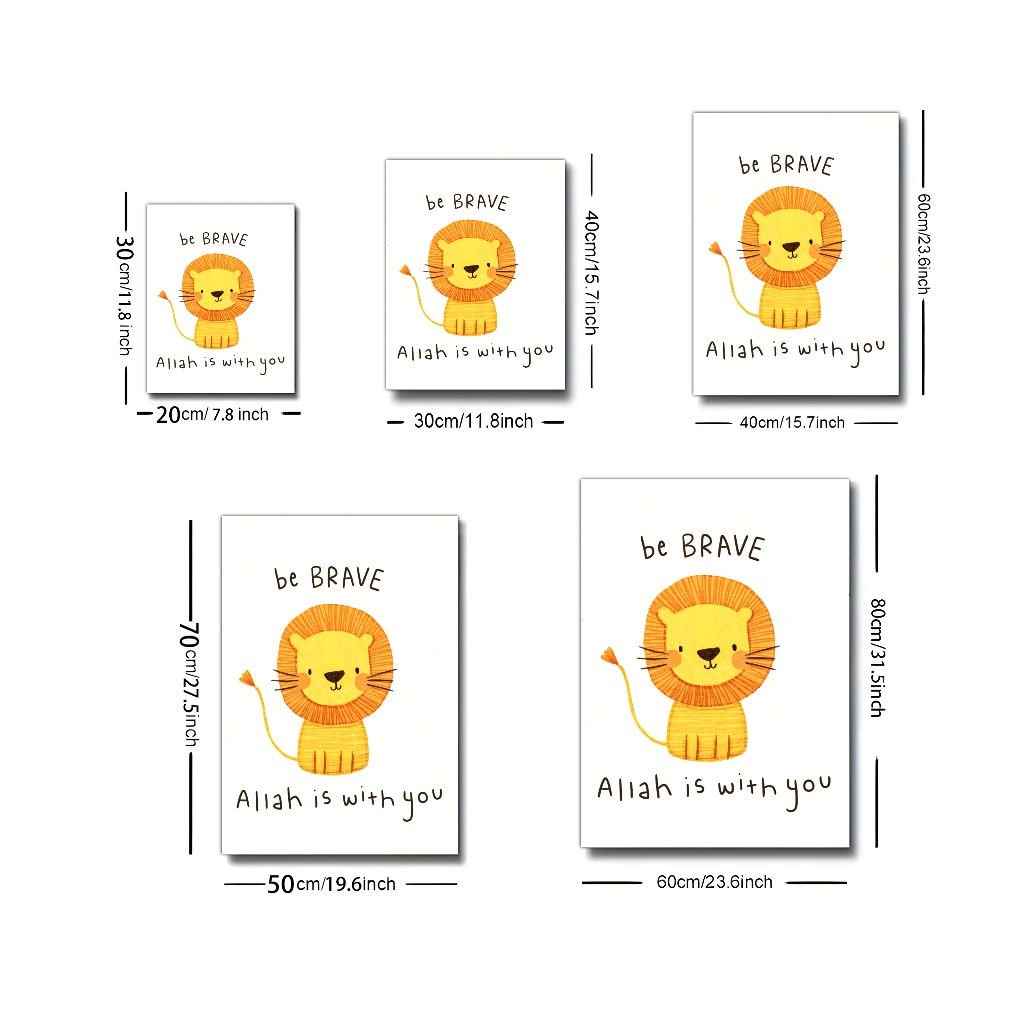 be BRAVE
Allah is with you
30cm/11.8 inch
20cm/ 7.8 inch
be BRAVE
Allah is with you
40cm/15.7inch
30cm/11.8inch
be BRAVE
Allah is with you
60cm/23.6inch
40cm/15.7inch
be BRAVE
Allah is with you
70cm/27.5inch
50cm/19.6inch
be BRAVE
Allah is with you
80cm/31.5inch
60cm/23.6inch